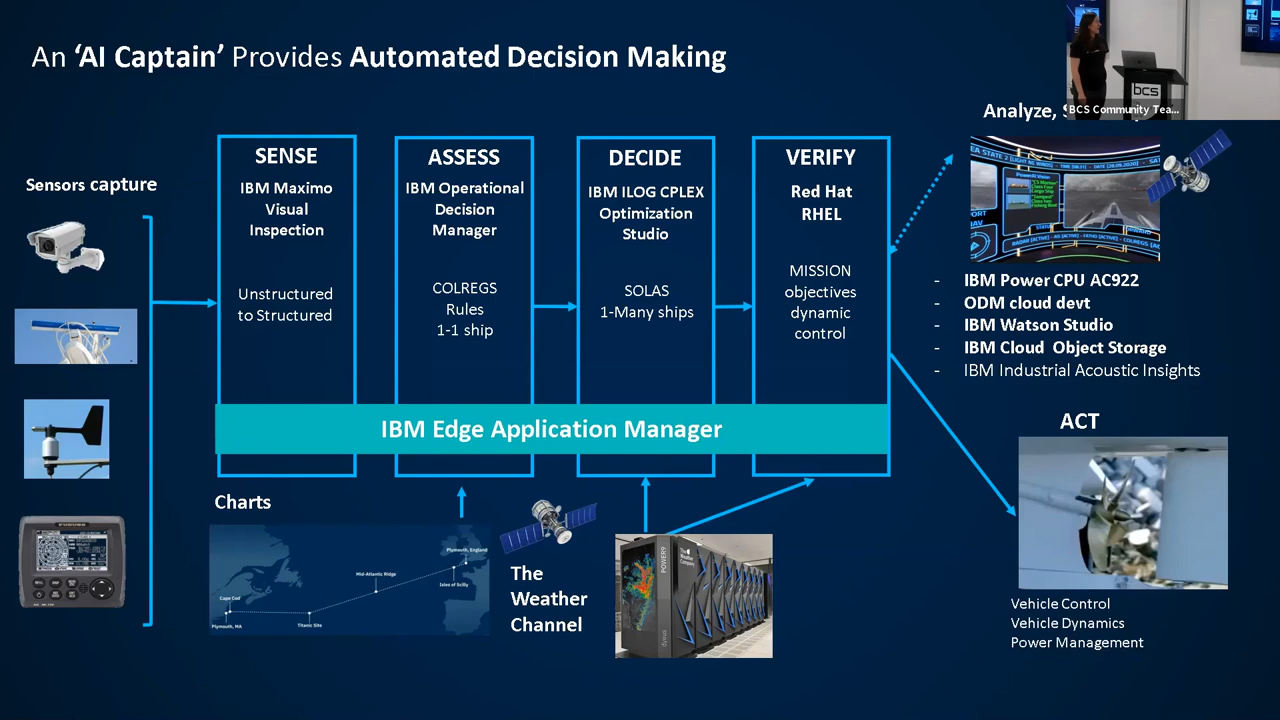 An ‘AI Captain’ Provides Automated Decision Making
bcs
BCS Community Tea...
Analyze,
Sensors capture
SENSE
IBM Maximo
Visual
Inspection
Unstructured
to Structured
ASSESS
IBM Operational
Decision
Manager
COLREGS
Rules
1-1 ship
DECIDE
IBM ILOG CPLEX
Optimization
Studio
SOLAS
1-Many ships
VERIFY
Red Hat
RHEL
MISSION
objectives
dynamic
control
IBM Edge Application Manager
- IBM Power CPU AC922
- ODM cloud devt
- IBM Watson Studio
- IBM Cloud Object Storage
- IBM Industrial Acoustic Insights
ACT
Vehicle Control
Vehicle Dynamics
Power Management
Charts
Plymouth, England
Isles of Scilly
Mid-Atlantic Ridge
Titanic Site
Cape Cod
Plymouth, MA
The
Weather
Channel
POWER9
The
Weather
Company
FURUNO